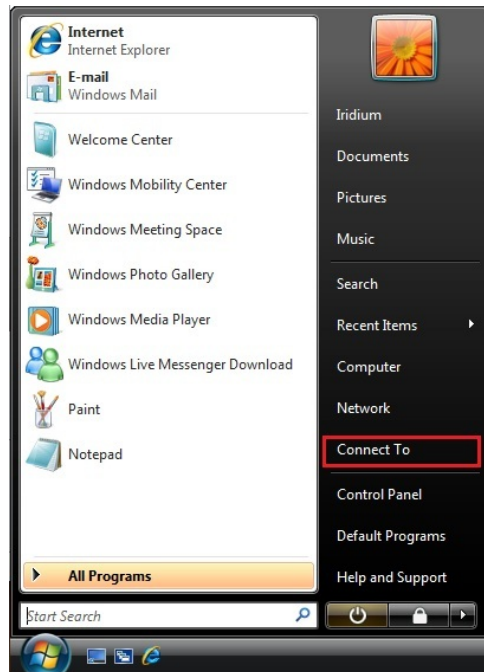 Internet
Internet Explorer
E-mail
Windows Mail
Welcome Center
Windows Mobility Center
Windows Meeting Space
Windows Photo Gallery
Windows Media Player
Windows Live Messenger Download
Paint
Notepad
All Programs
Start Search
Iridium
Documents
Pictures
Music
Search
Recent Items
Computer
Network
Connect To
Control Panel
Default Programs
Help and Support